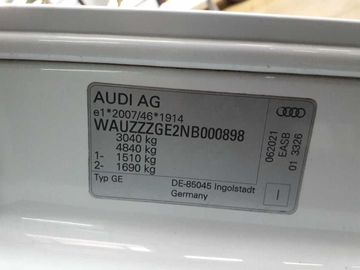 AUDI AG
e1*2007/46*1914
WAUZZZGE2NB000898
3040 kg
4840 kg
1- 1510 kg
2- 1690 kg
Typ GE
DE-85045 Ingolstadt
Germany
I
062021
EASB
01 3326